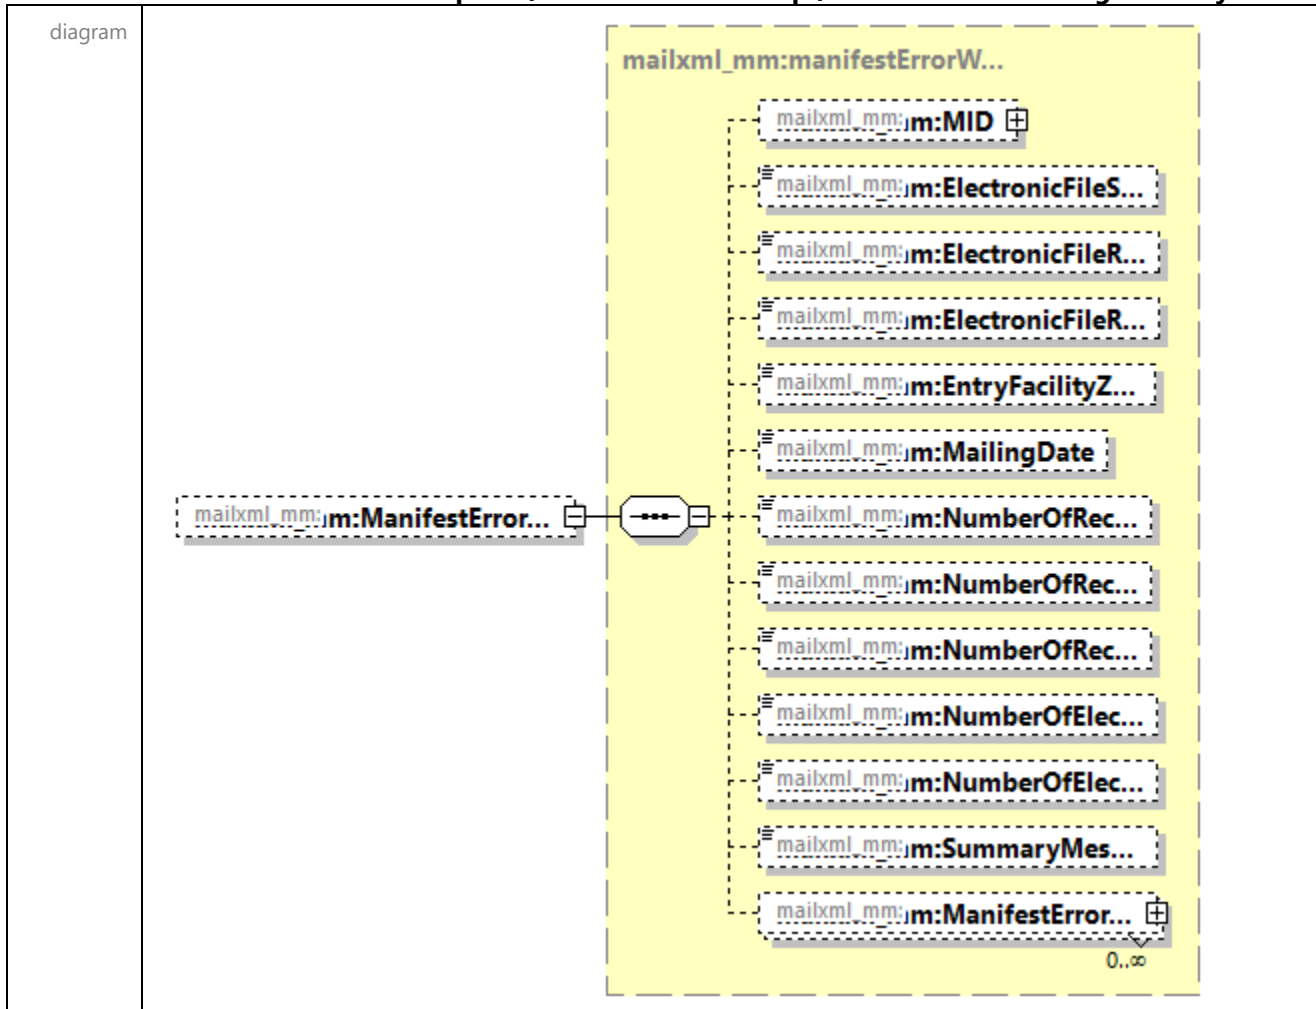 diagram
mailxml_mm:manifestErrorW...
mailxml_mm:m:MID
mailxml_mm:m:ElectronicFileS...
mailxml_mm:m:ElectronicFileR...
mailxml_mm:m:ElectronicFileR...
mailxml_mm:m:EntryFacilityZ...
mailxml_mm:m:MailingDate
mailxml_mm:m:ManifestError...
mailxml_mm:m:NumberOfRec...
mailxml_mm:m:NumberOfRec...
mailxml_mm:m:NumberOfRec...
mailxml_mm:m:NumberOfElec...
mailxml_mm:m:NumberOfElec...
mailxml_mm:m:SummaryMes...
mailxml_mm:m:ManifestError...
0..∞